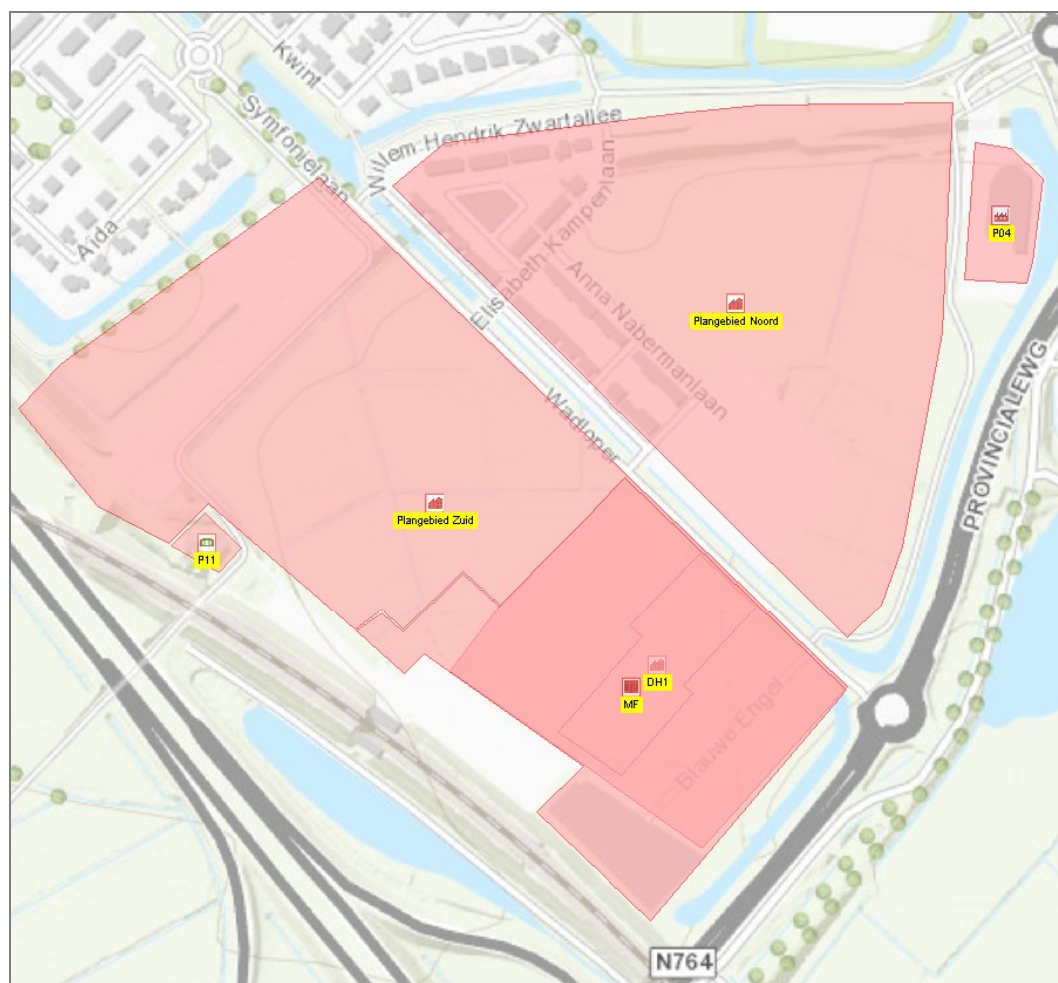 Kwint
Symfonielaan
Willem-Hendrik-Zwartallee
Aida
Elisabeth-Kampenlaan
Anna Nabermanlaan
P04
Plangebied Noord
Wadloper
PROVINCIALEWG
Plangebied Zuid
P11
DH1
MF
Blauwe Engel
N764